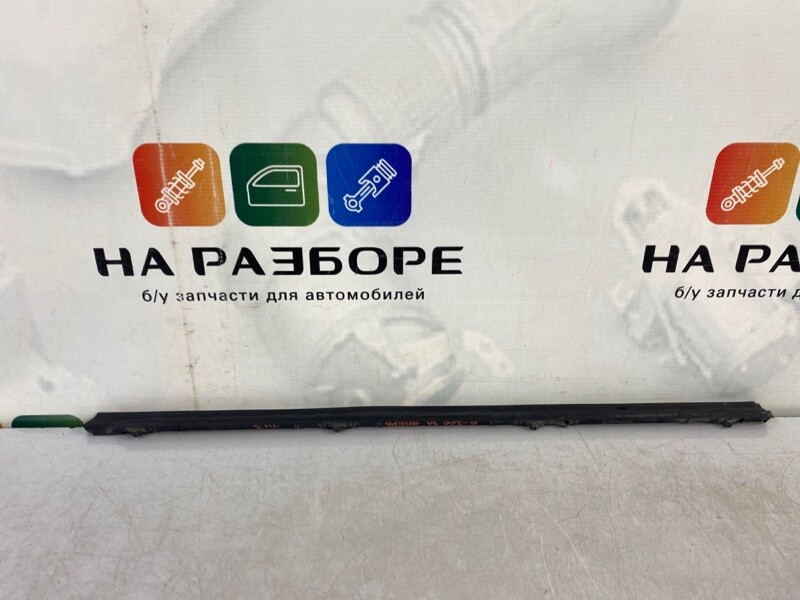 НА РАЗБОРЕ
б/у запчасти для автомобилей
НА РА
б/у запчасти д